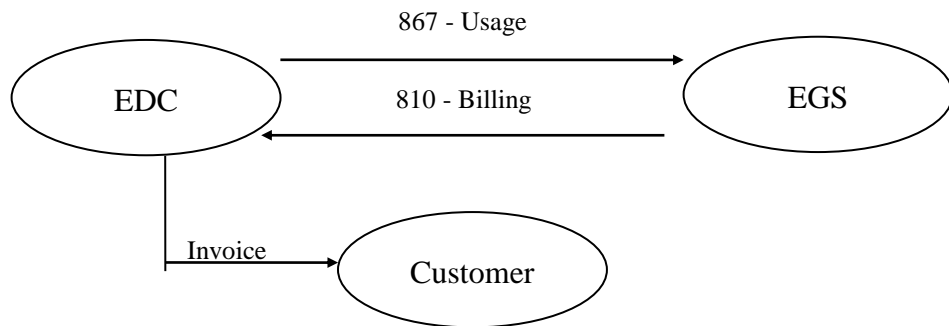 867 - Usage
EDC
810 - Billing
EGS
Invoice
Customer